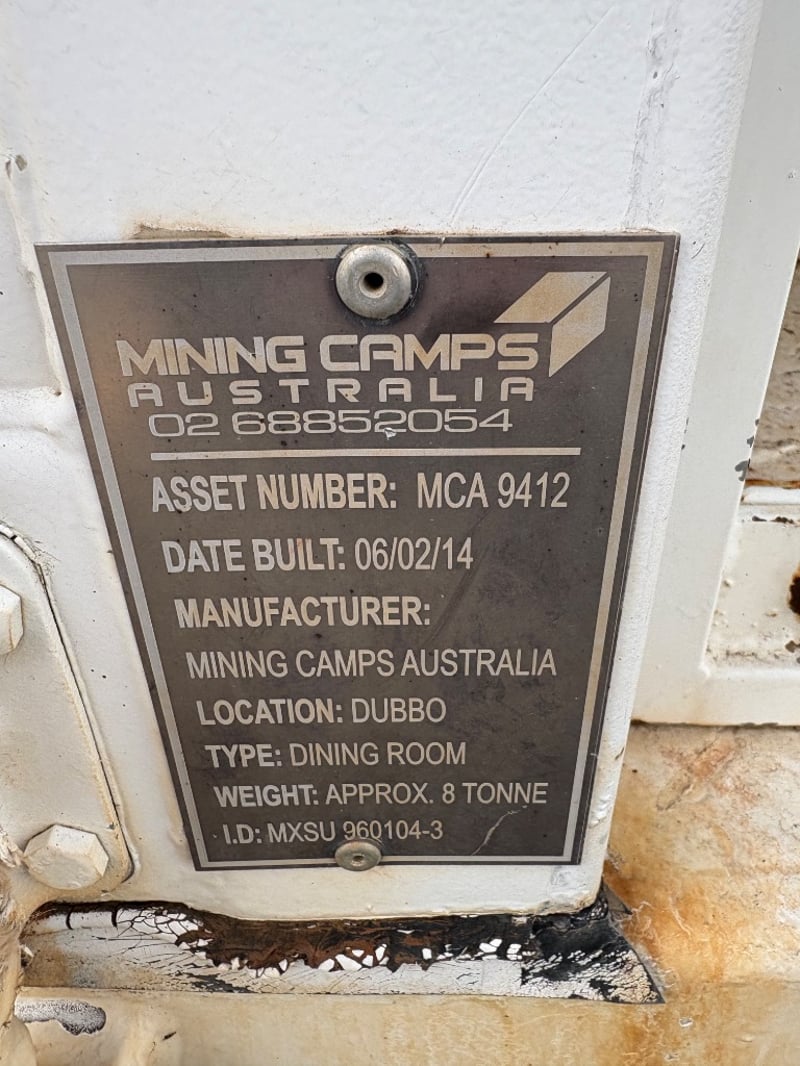 MINING CAMPS
AUSTRALIA
02 68852054
ASSET NUMBER: MCA 9412
DATE BUILT: 06/02/14
MANUFACTURER:
MINING CAMPS AUSTRALIA
LOCATION: DUBBO
TYPE: DINING ROOM
WEIGHT: APPROX. 8 TONNE
I.D: MXSU 960104-3